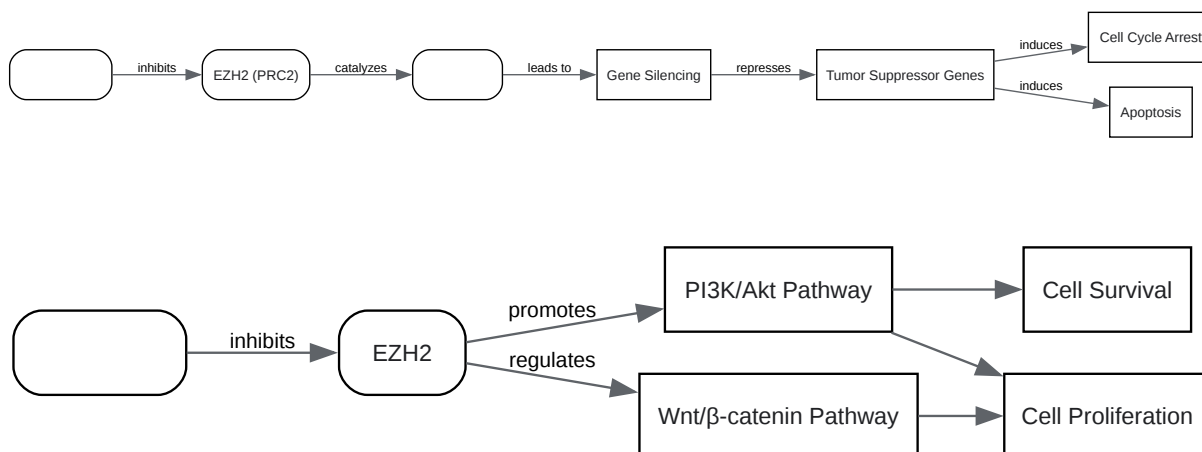 inhibits
EZH2 (PRC2)
catalyzes
leads to
Gene Silencing
represses
Tumor Suppressor Genes
induces
Cell Cycle Arrest
induces
Apoptosis
inhibits
EZH2
promotes
PI3K/Akt Pathway
Cell Survival
regulates
Wnt/β-catenin Pathway
Cell Proliferation